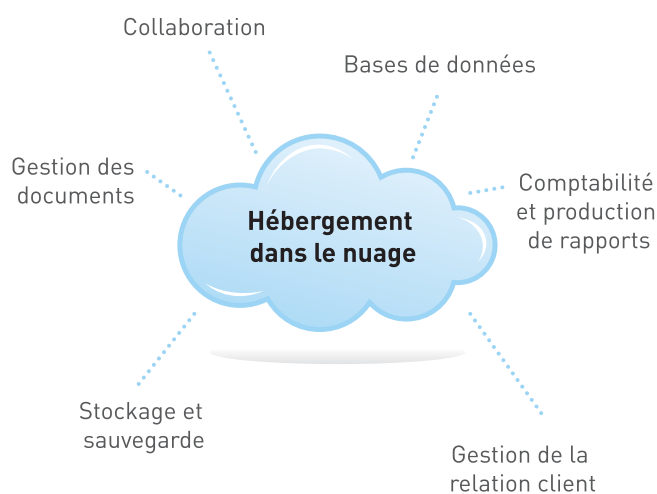 Collaboration
Bases de données
Gestion des
documents
Comptabilité
et production
de rapports
Hébergement
dans le nuage
Stockage et
sauvegarde
Gestion de la
relation client